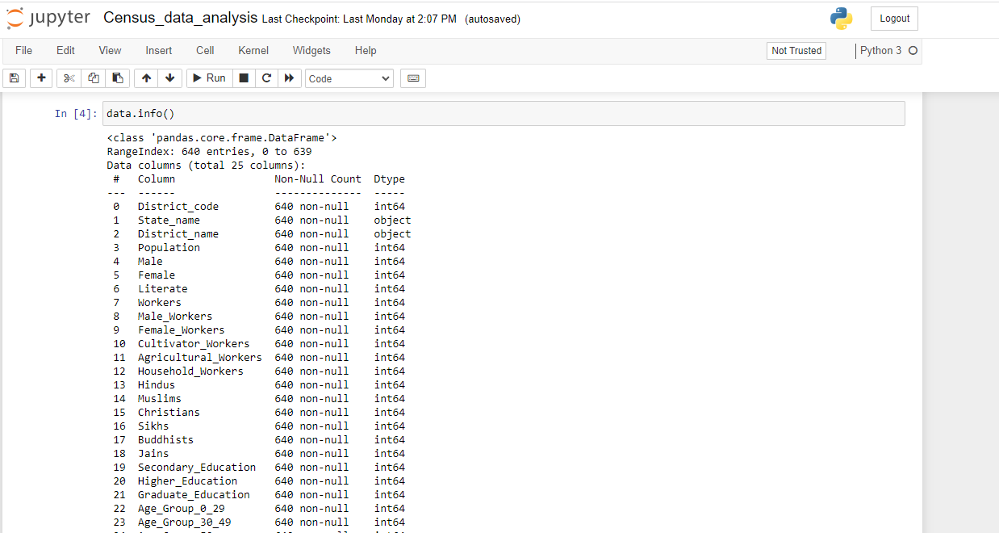 jupyter Census_data_analysis Last Checkpoint: Last Monday at 2:07 PM (autosaved)
Logout
File Edit View Insert Cell Kernel Widgets Help
Not Trusted
Python 3
Run
Code
In [4]: data.info()
<class 'pandas.core.frame.DataFrame'>
RangeIndex: 640 entries, 0 to 639
Data columns (total 25 columns):
# Column Non-Null Count Dtype
--- ------ -------------- -----
0 District_code 640 non-null int64
1 State_name 640 non-null object
2 District_name 640 non-null object
3 Population 640 non-null int64
4 Male 640 non-null int64
5 Female 640 non-null int64
6 Literate 640 non-null int64
7 Workers 640 non-null int64
8 Male_Workers 640 non-null int64
9 Female_Workers 640 non-null int64
10 Cultivator_Workers 640 non-null int64
11 Agricultural_Workers 640 non-null int64
12 Household_Workers 640 non-null int64
13 Hindus 640 non-null int64
14 Muslims 640 non-null int64
15 Christians 640 non-null int64
16 Sikhs 640 non-null int64
17 Buddhists 640 non-null int64
18 Jains 640 non-null int64
19 Secondary_Education 640 non-null int64
20 Higher_Education 640 non-null int64
21 Graduate_Education 640 non-null int64
22 Age_Group_0_29 640 non-null int64
23 Age_Group_30_49 640 non-null int64